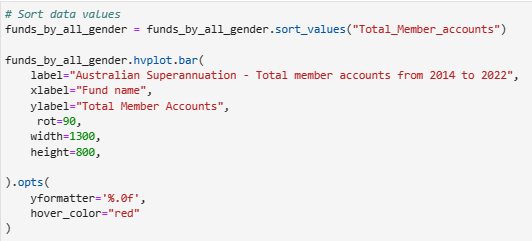 # Sort data values
funds_by_all_gender = funds_by_all_gender.sort_values("Total_Member_accounts")

funds_by_all_gender.hvplot.bar(
    label="Australian Superannuation - Total member accounts from 2014 to 2022",
    xlabel="Fund name",
    ylabel="Total Member Accounts",
     rot=90,
    width=1300,
    height=800,

).opts(
    yformatter='%.0f',
    hover_color="red"
)